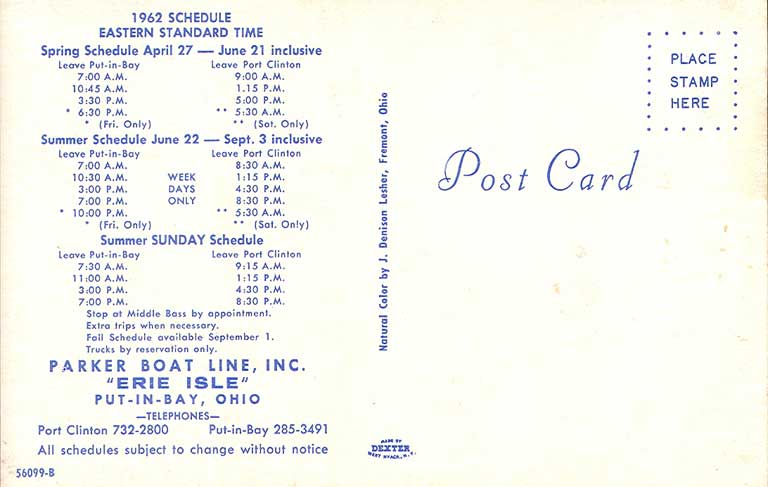 1962 SCHEDULE
EASTERN STANDARD TIME
Spring Schedule April 27 — June 21 inclusive
Leave Put-in-Bay Leave Port Clinton
7:00 A.M. 9:00 A.M.
10:45 A.M. 1.15 P.M.
3:30 P.M. 5:00 P.M.
* 6:30 P.M. ** 5:30 A.M.
* (Fri. Only) ** (Sat. Only)
Summer Schedule June 22 — Sept. 3 inclusive
Leave Put-in-Bay Leave Port Clinton
7:00 A.M. 8:30 A.M.
10:30 A.M. WEEK 1:15 P.M.
3:00 P.M. DAYS 4:30 P.M.
7:00 P.M. ONLY 8:30 P.M.
* 10:00 P.M. ** 5:30 A.M.
* (Fri. Only) ** (Sat. Only)
Summer SUNDAY Schedule
Leave Put-in-Bay Leave Port Clinton
7:30 A.M. 9:15 A.M.
11:00 A.M. 1:15 P.M.
3:00 P.M. 4:30 P.M.
7:00 P.M. 8:30 P.M.
Stop at Middle Bass by appointment.
Extra trips when necessary.
Fall Schedule available September 1.
Trucks by reservation only.
PARKER BOAT LINE, INC.
"ERIE ISLE"
PUT-IN-BAY, OHIO
—TELEPHONES—
Port Clinton 732-2800 Put-in-Bay 285-3491
All schedules subject to change without notice
56099-B
Natural Color by J. Denison Lesher, Fremont, Ohio
MADE BY
DEXTER
WEST NYACK, N.Y.
Post Card
PLACE
STAMP
HERE